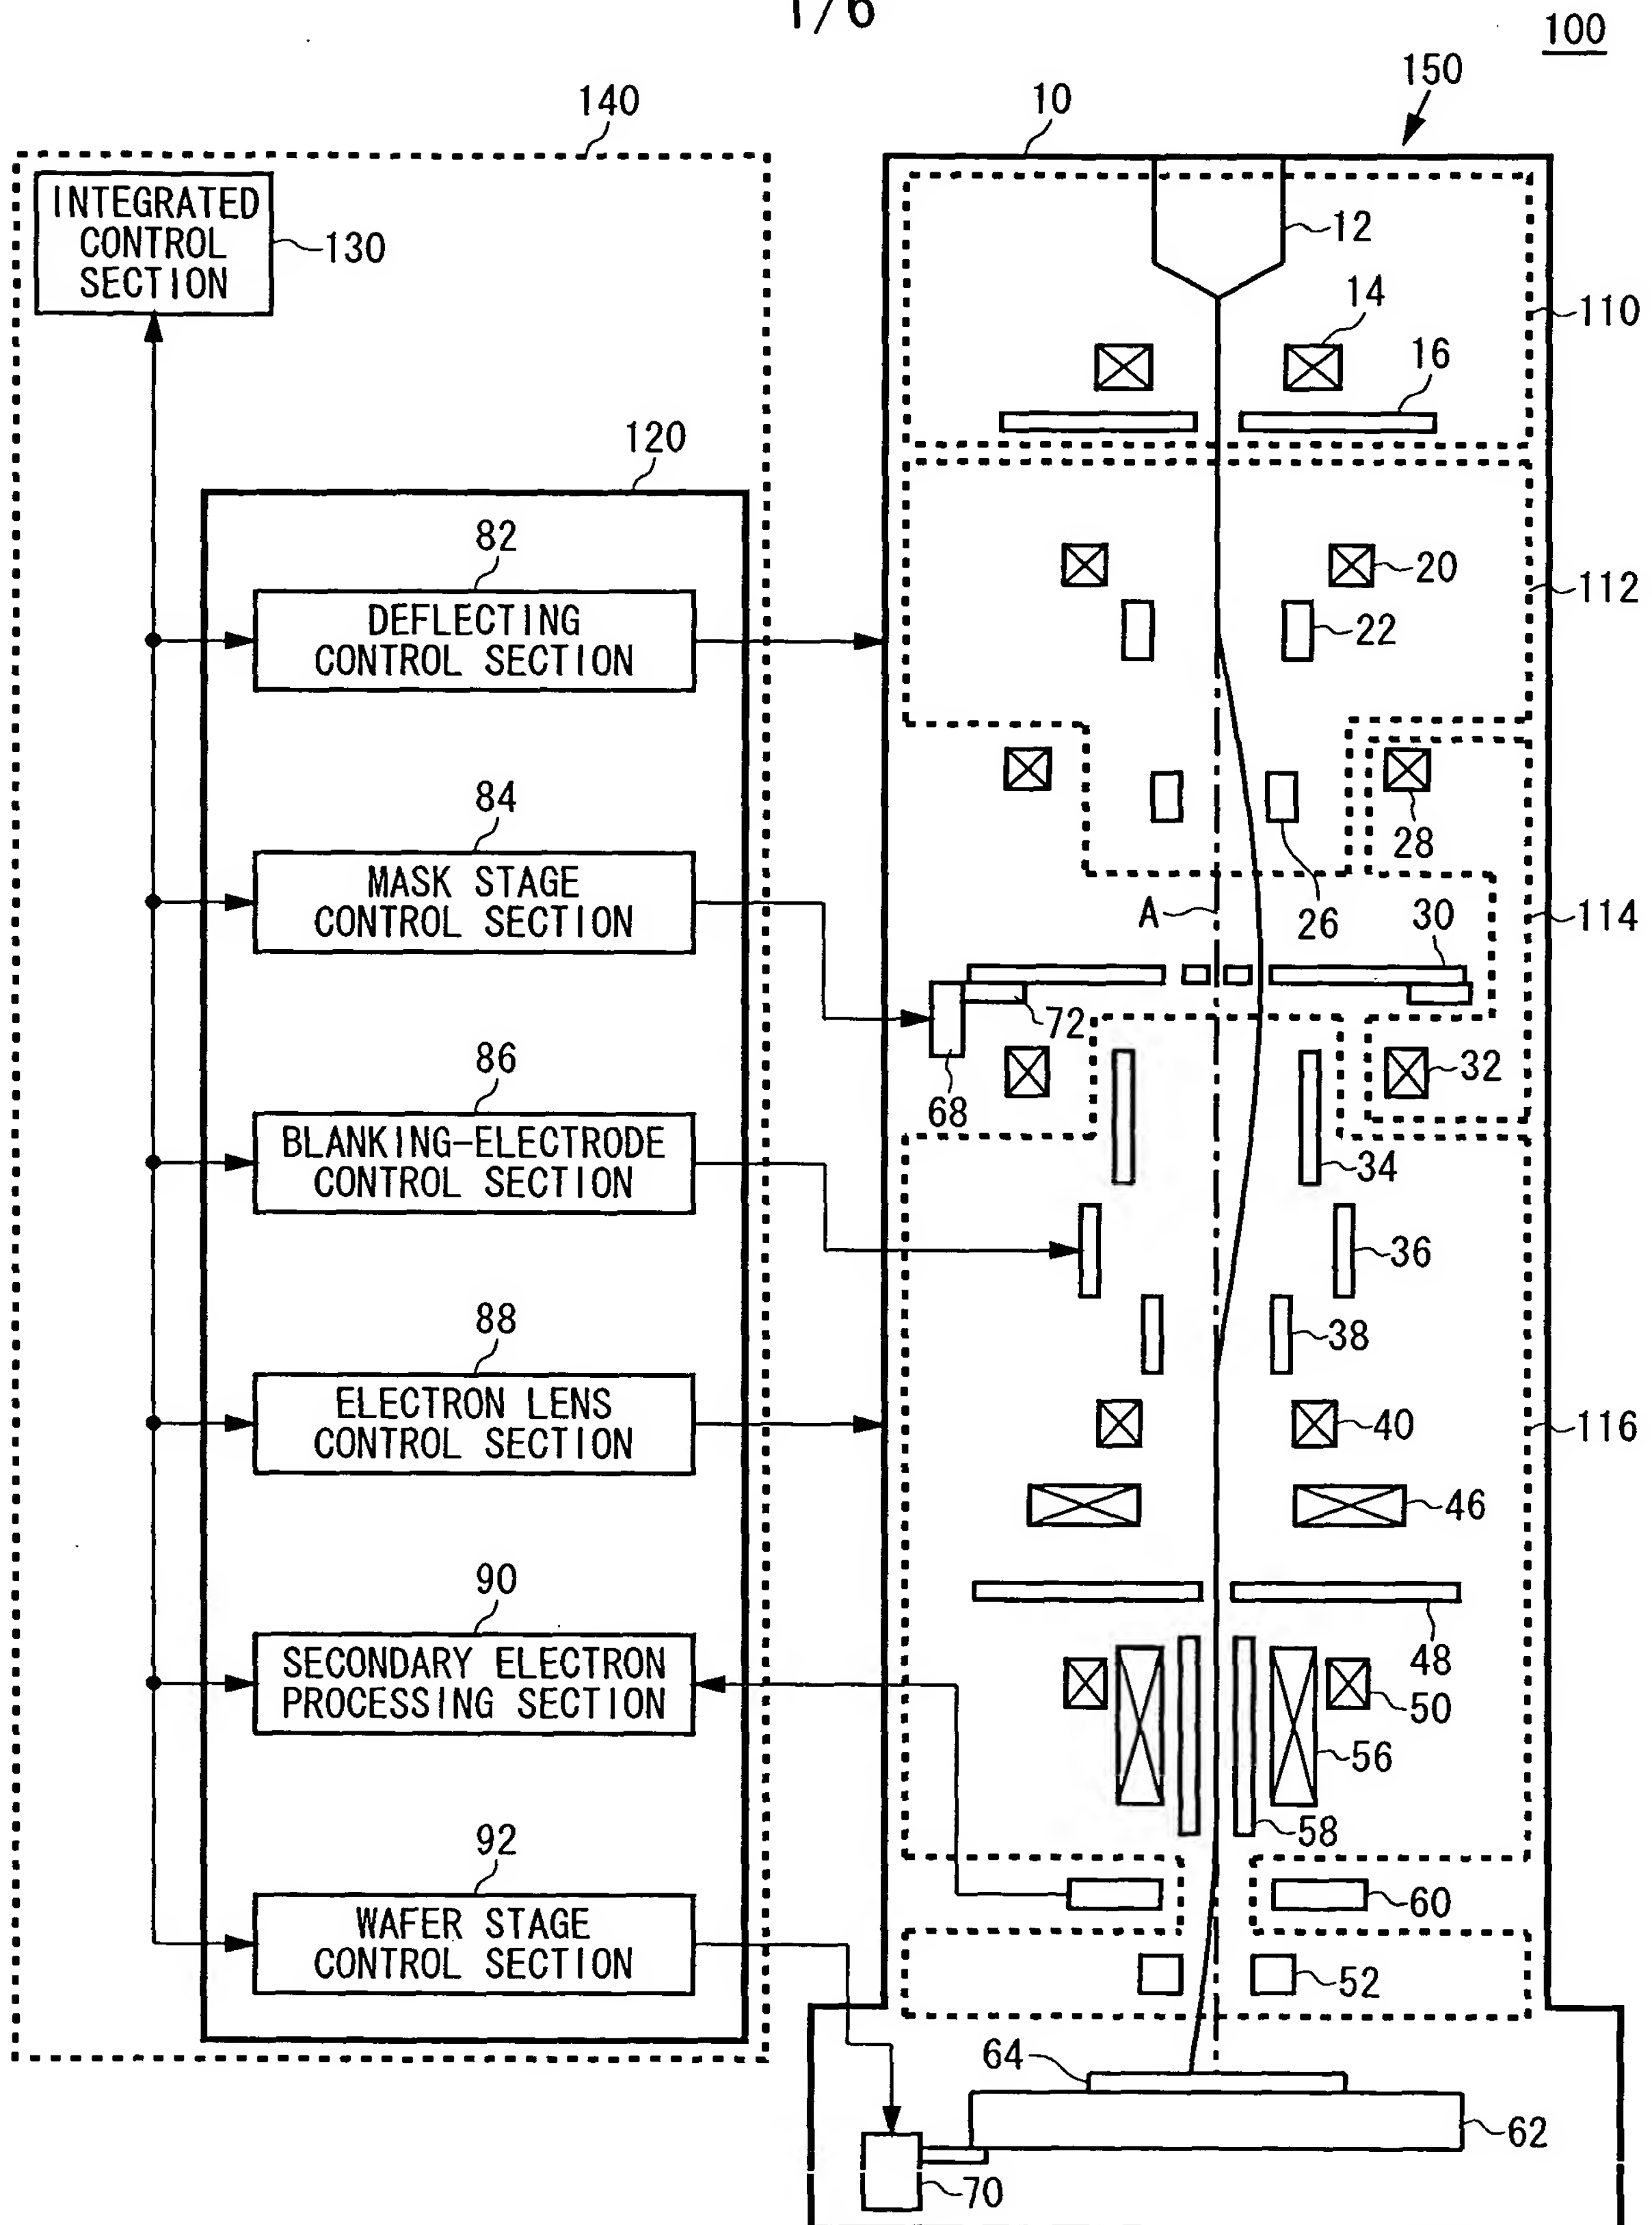 1/6
100
150
140
10
INTEGRATED
CONTROL
SECTION
130
12
14
110
16
120
82
DEFLECTING
CONTROL SECTION
20
112
22
84
MASK STAGE
CONTROL SECTION
28
26
A
30
114
72
68
32
86
BLANKING-ELECTRODE
CONTROL SECTION
34
36
88
ELECTRON LENS
CONTROL SECTION
38
40
116
46
90
SECONDARY ELECTRON
PROCESSING SECTION
48
50
56
58
92
WAFER STAGE
CONTROL SECTION
60
52
64
62
70